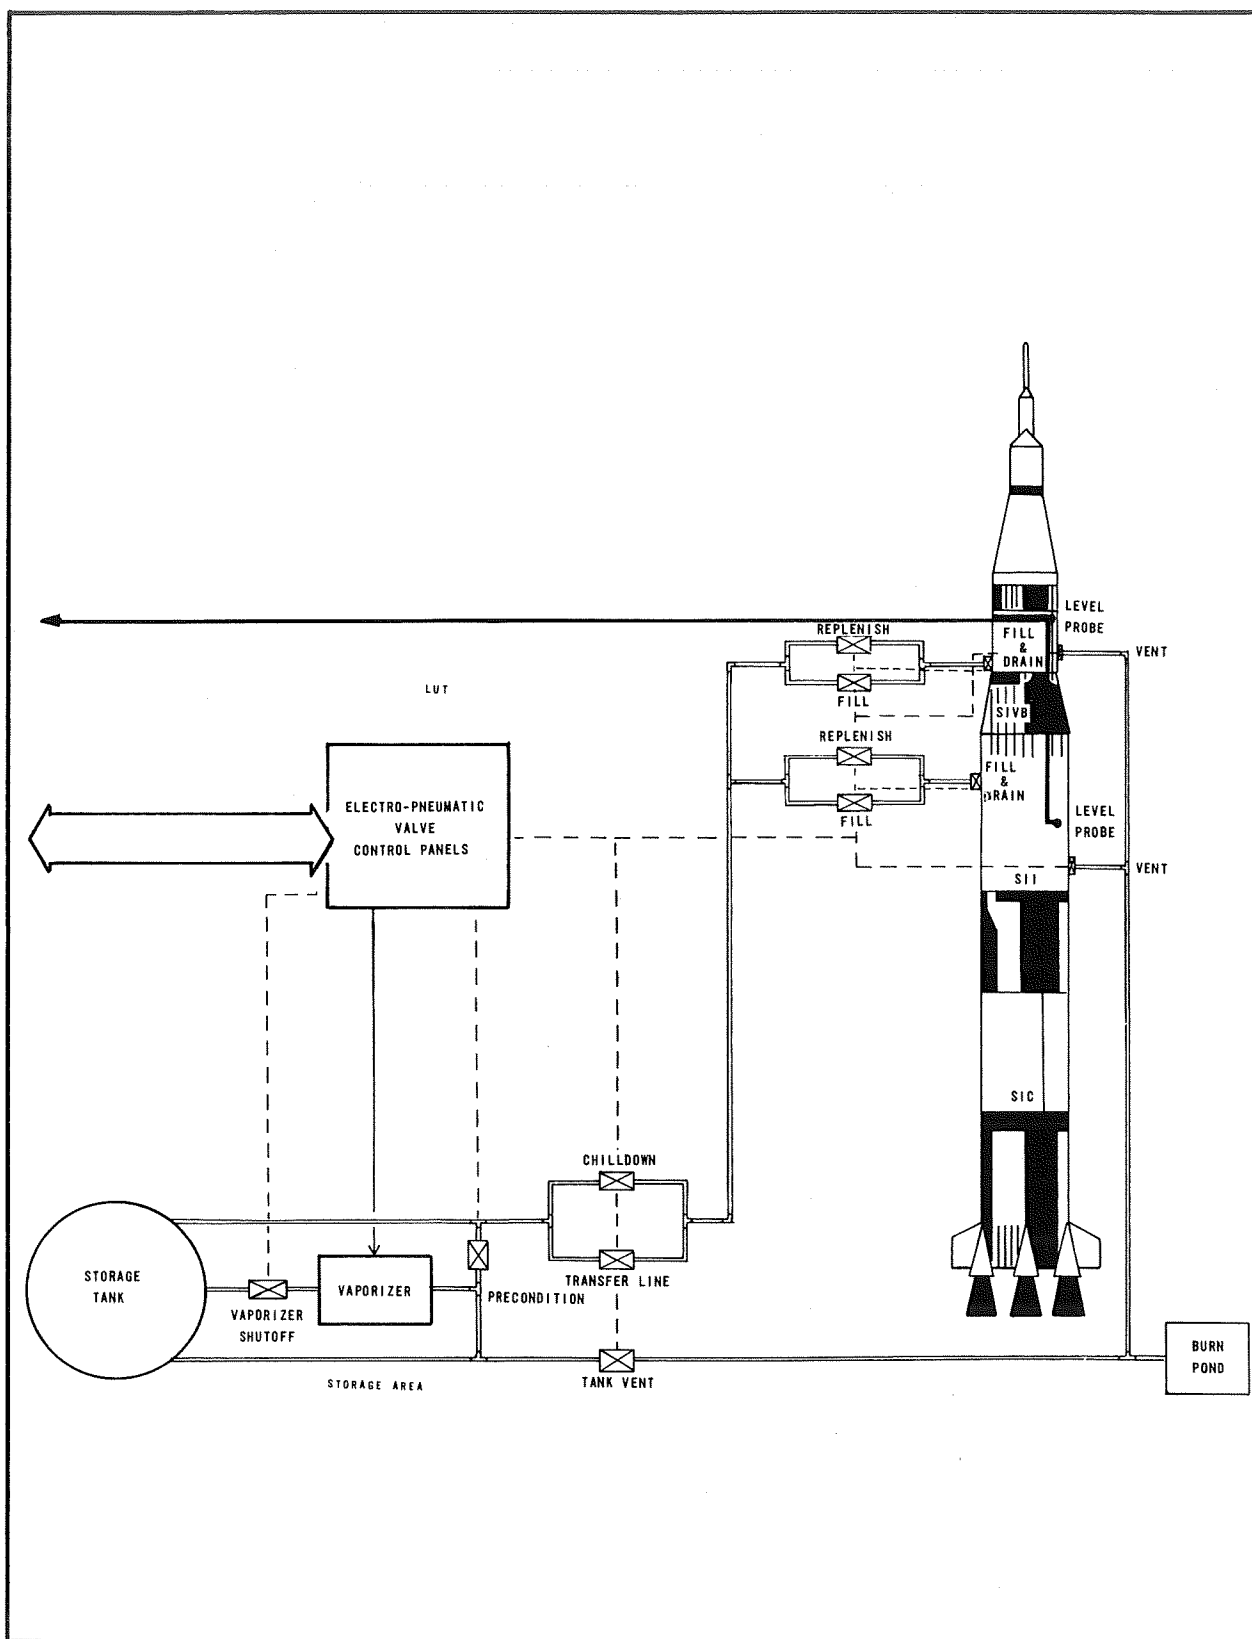 LEVEL
PROBE
REPLENISH
FILL
&
DRAIN
VENT
LUT
FILL
SIVB
REPLENISH
FILL
&
DRAIN
ELECTRO-PNEUMATIC
VALVE
CONTROL PANELS
FILL
LEVEL
PROBE
VENT
SII
SIC
CHILLDOWN
STORAGE
TANK
TRANSFER LINE
VAPORIZER
PRECONDITION
VAPORIZER
SHUTOFF
BURN
POND
TANK VENT
STORAGE AREA